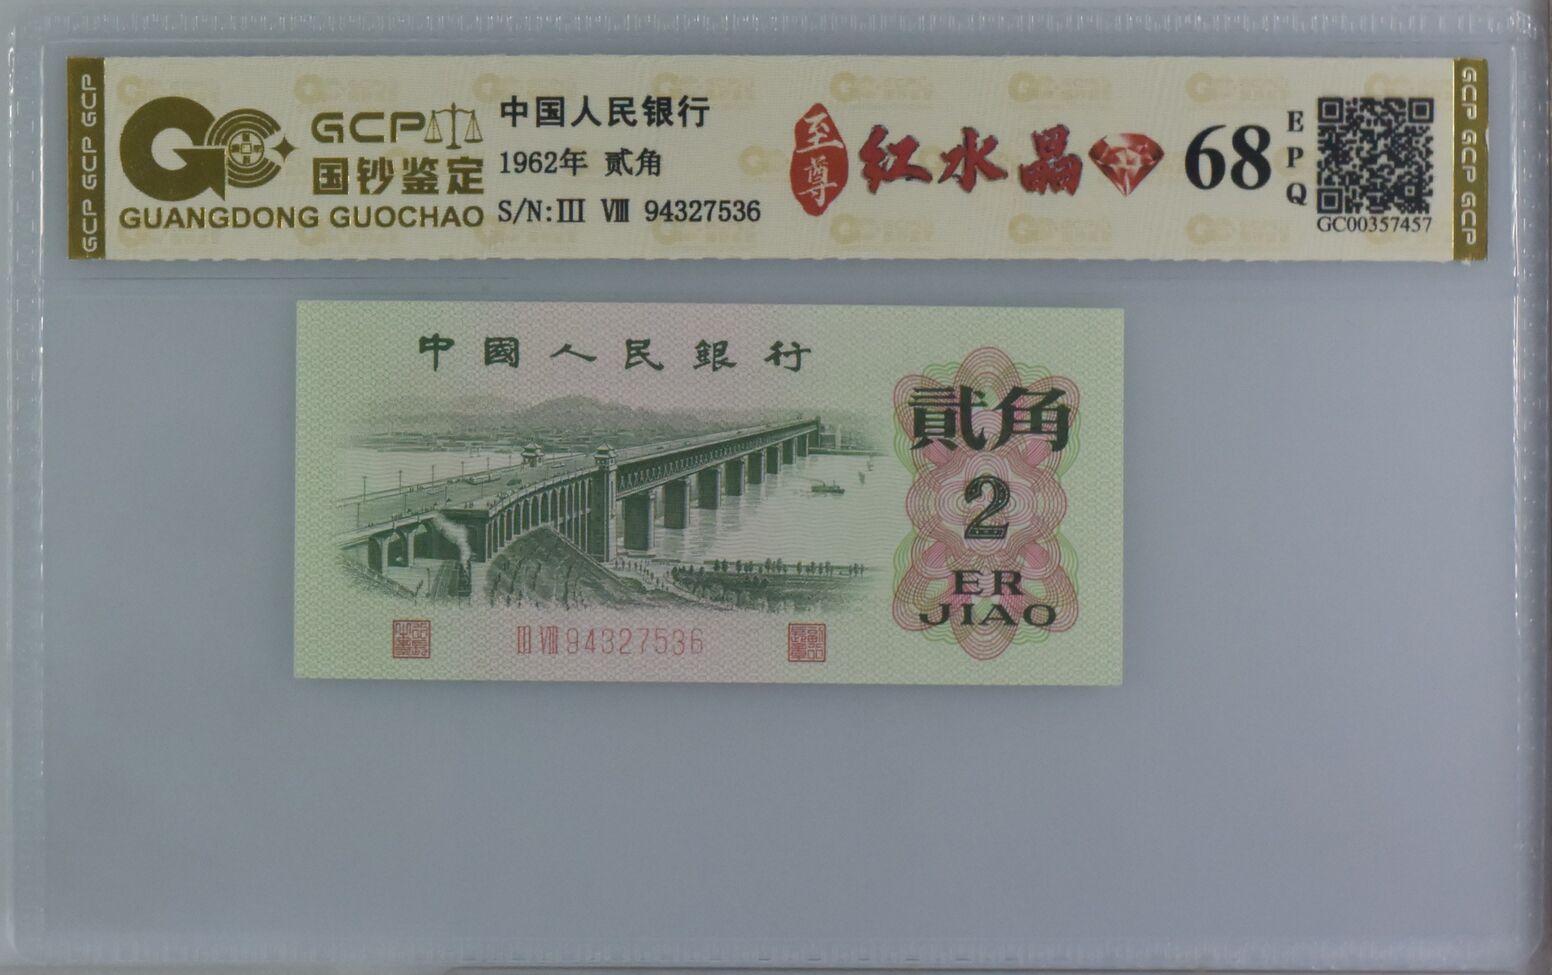 GCP GCP GCP
GCP
国钞鉴定
GUANGDONG GUOCHAO
中国人民银行
1962年 贰角
S/N:III VIII 94327536
至尊
红水晶
68
EPQ
GC00357457
GCP GCP GCP
中國人民銀行
貳角
2
ER
JIAO
III VIII 94327536